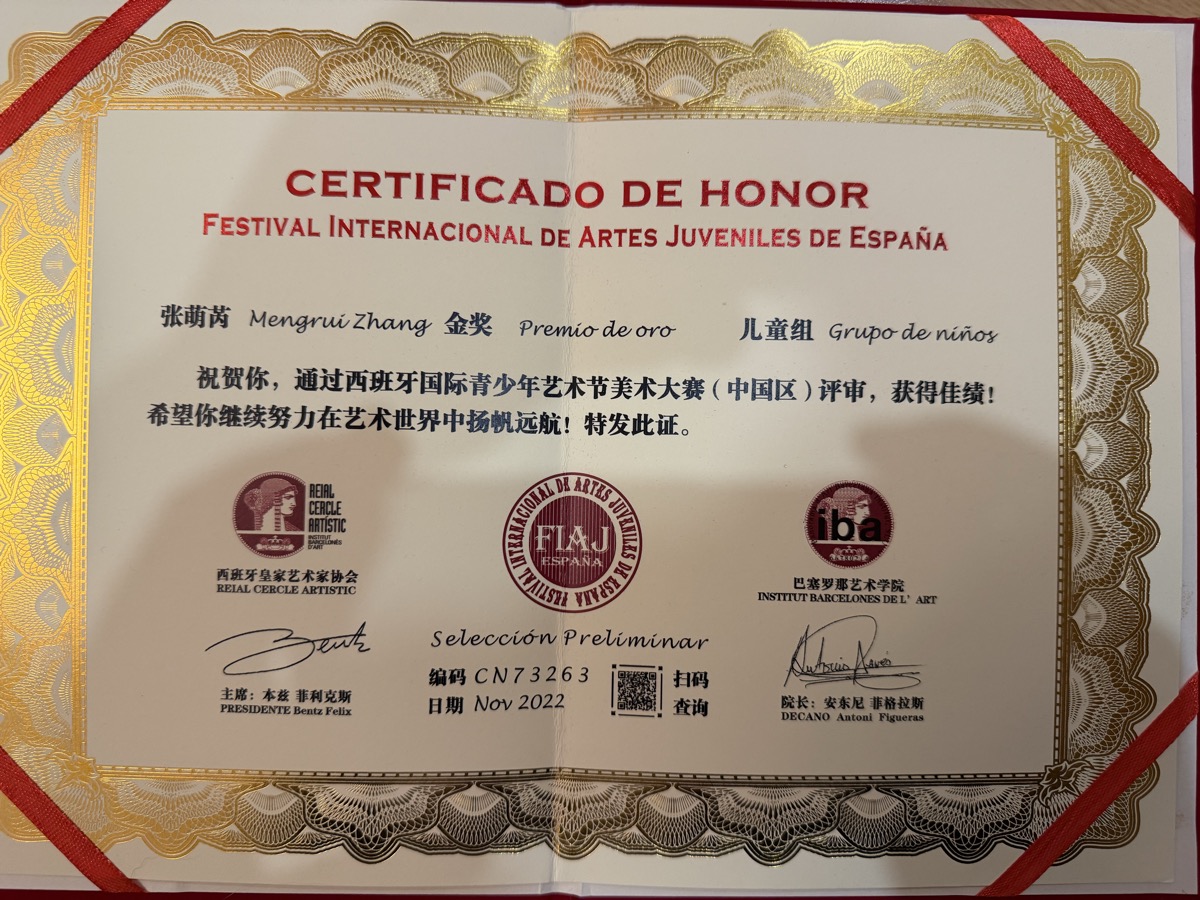 CERTIFICADO DE HONOR
FESTIVAL INTERNACIONAL DE ARTES JUVENILES DE ESPAÑA
张萌芮 Mengrui Zhang 金奖 Premio de oro 儿童组 Grupo de niños
祝贺你，通过西班牙国际青少年艺术节美术大赛（中国区）评审，获得佳绩！
希望你继续努力在艺术世界中扬帆远航！特发此证。
REIAL
CERCLE
ARTÍSTIC
INSTITUT
BARCELONÈS
D'ART
西班牙皇家艺术家协会
REIAL CERCLE ARTISTIC
FESTIVAL INTERNACIONAL DE ARTES JUVENILES DE ESPAÑA
FIAJ
ESPAÑA
iba
巴塞罗那艺术学院
INSTITUT BARCELONES DE L' ART
Bentz
主席：本兹 菲利克斯
PRESIDENTE Bentz Felix
Selección Preliminar
编码 CN73263
日期 Nov 2022
扫码
查询
院长：安东尼 菲格拉斯
DECANO Antoni Figueras